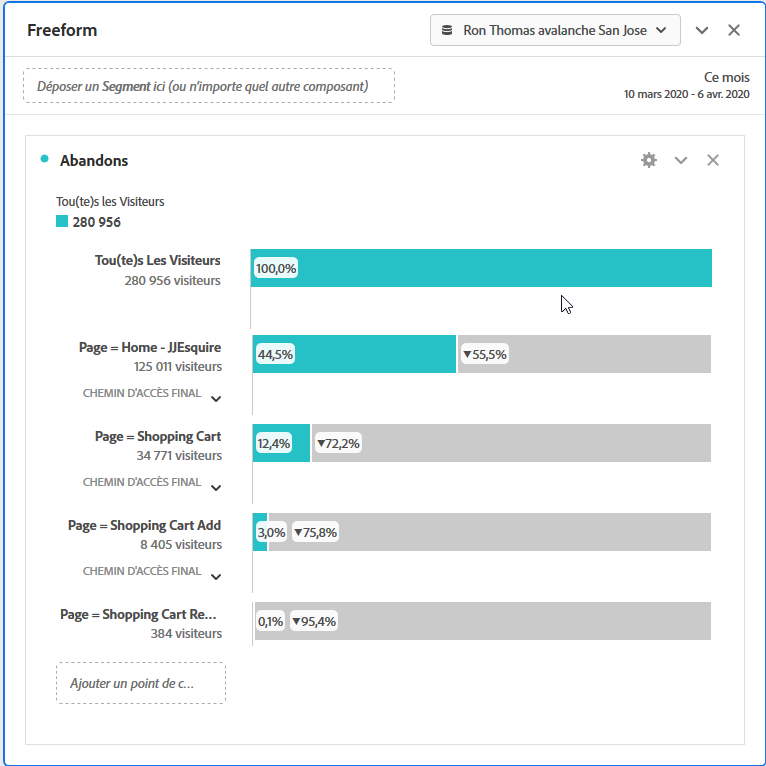 Freeform
Ron Thomas avalanche San Jose
Déposer un Segment ici (ou n'importe quel autre composant)
Ce mois
10 mars 2020 - 6 avr. 2020
Abandons
Tou(te)s les Visiteurs
280 956
Tou(te)s Les Visiteurs
280 956 visiteurs
100,0%
Page = Home - JJEsquire
125 011 visiteurs
44,5%
▼55,5%
CHEMIN D'ACCÈS FINAL
Page = Shopping Cart
34 771 visiteurs
12,4%
▼72,2%
CHEMIN D'ACCÈS FINAL
Page = Shopping Cart Add
8 405 visiteurs
3,0%
▼75,8%
CHEMIN D'ACCÈS FINAL
Page = Shopping Cart Re...
384 visiteurs
0,1%
▼95,4%
Ajouter un point de c...